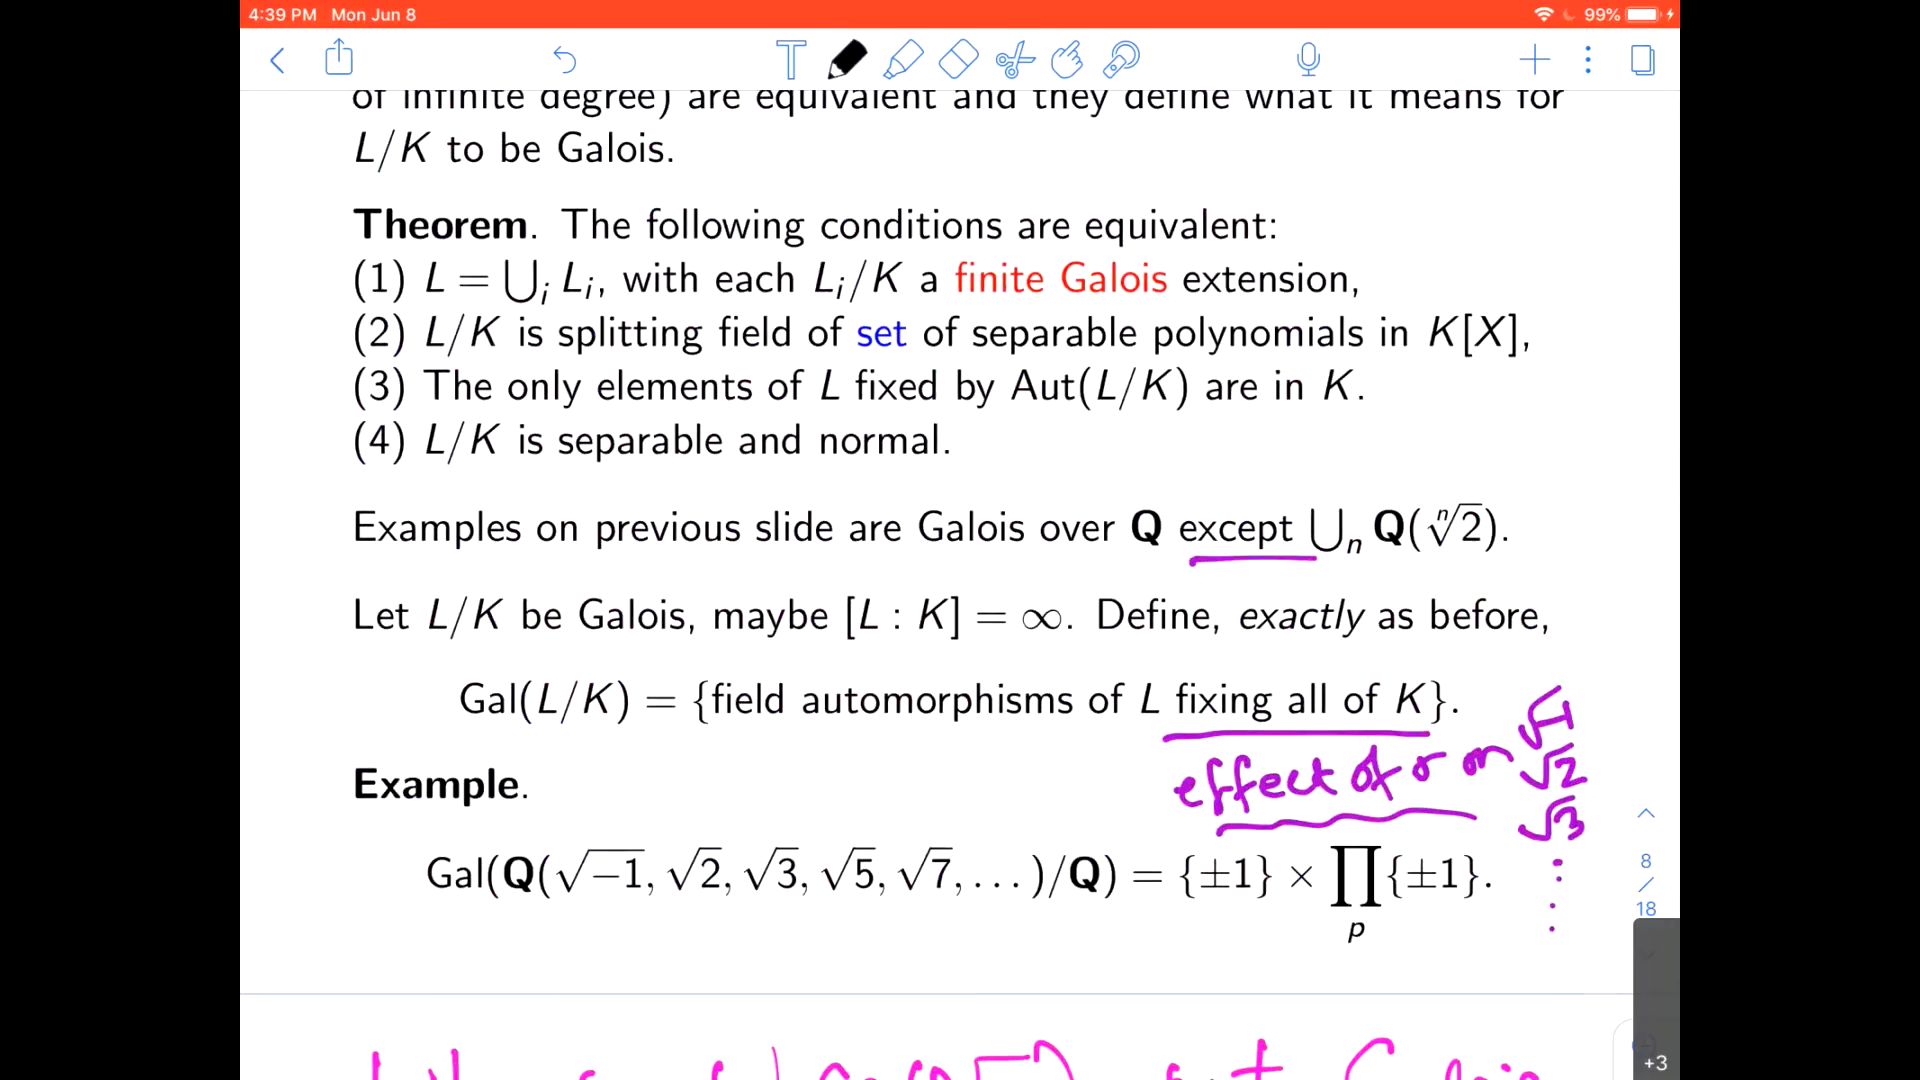 4:39 PM Mon Jun 8 99%
of infinite degree) are equivalent and they define what it means for
L/K to be Galois.
Theorem. The following conditions are equivalent:
(1) L = ⋃ᵢ Lᵢ, with each Lᵢ/K a finite Galois extension,
(2) L/K is splitting field of set of separable polynomials in K[X],
(3) The only elements of L fixed by Aut(L/K) are in K.
(4) L/K is separable and normal.
Examples on previous slide are Galois over Q except ⋃ₙ Q(ⁿ√2).
Let L/K be Galois, maybe [L : K] = ∞. Define, exactly as before,
Gal(L/K) = {field automorphisms of L fixing all of K}.
effect of σ on √-1
√2
√3
⋮
Example.
Gal(Q(√−1, √2, √3, √5, √7, ...)/Q) = {±1} × ∏ₚ{±1}.
8
/
18
+3